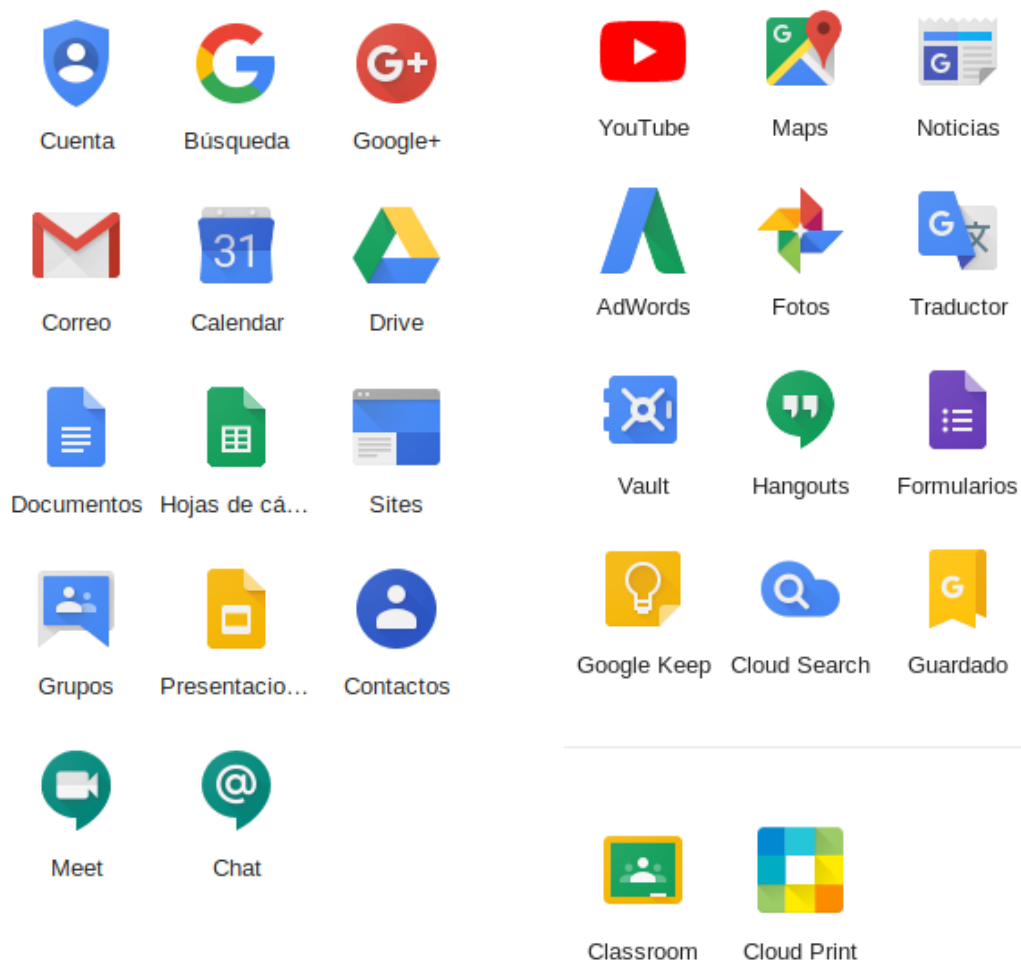 Cuenta Búsqueda Google+
Correo Calendar Drive
Documentos Hojas de cá...
Sites
Grupos Presentacio... Contactos
Meet Chat
YouTube Maps Noticias
AdWords Fotos Traductor
Vault Hangouts Formularios
Google Keep Cloud Search Guardado
Classroom Cloud Print
G+
31
G
G
G
G
@